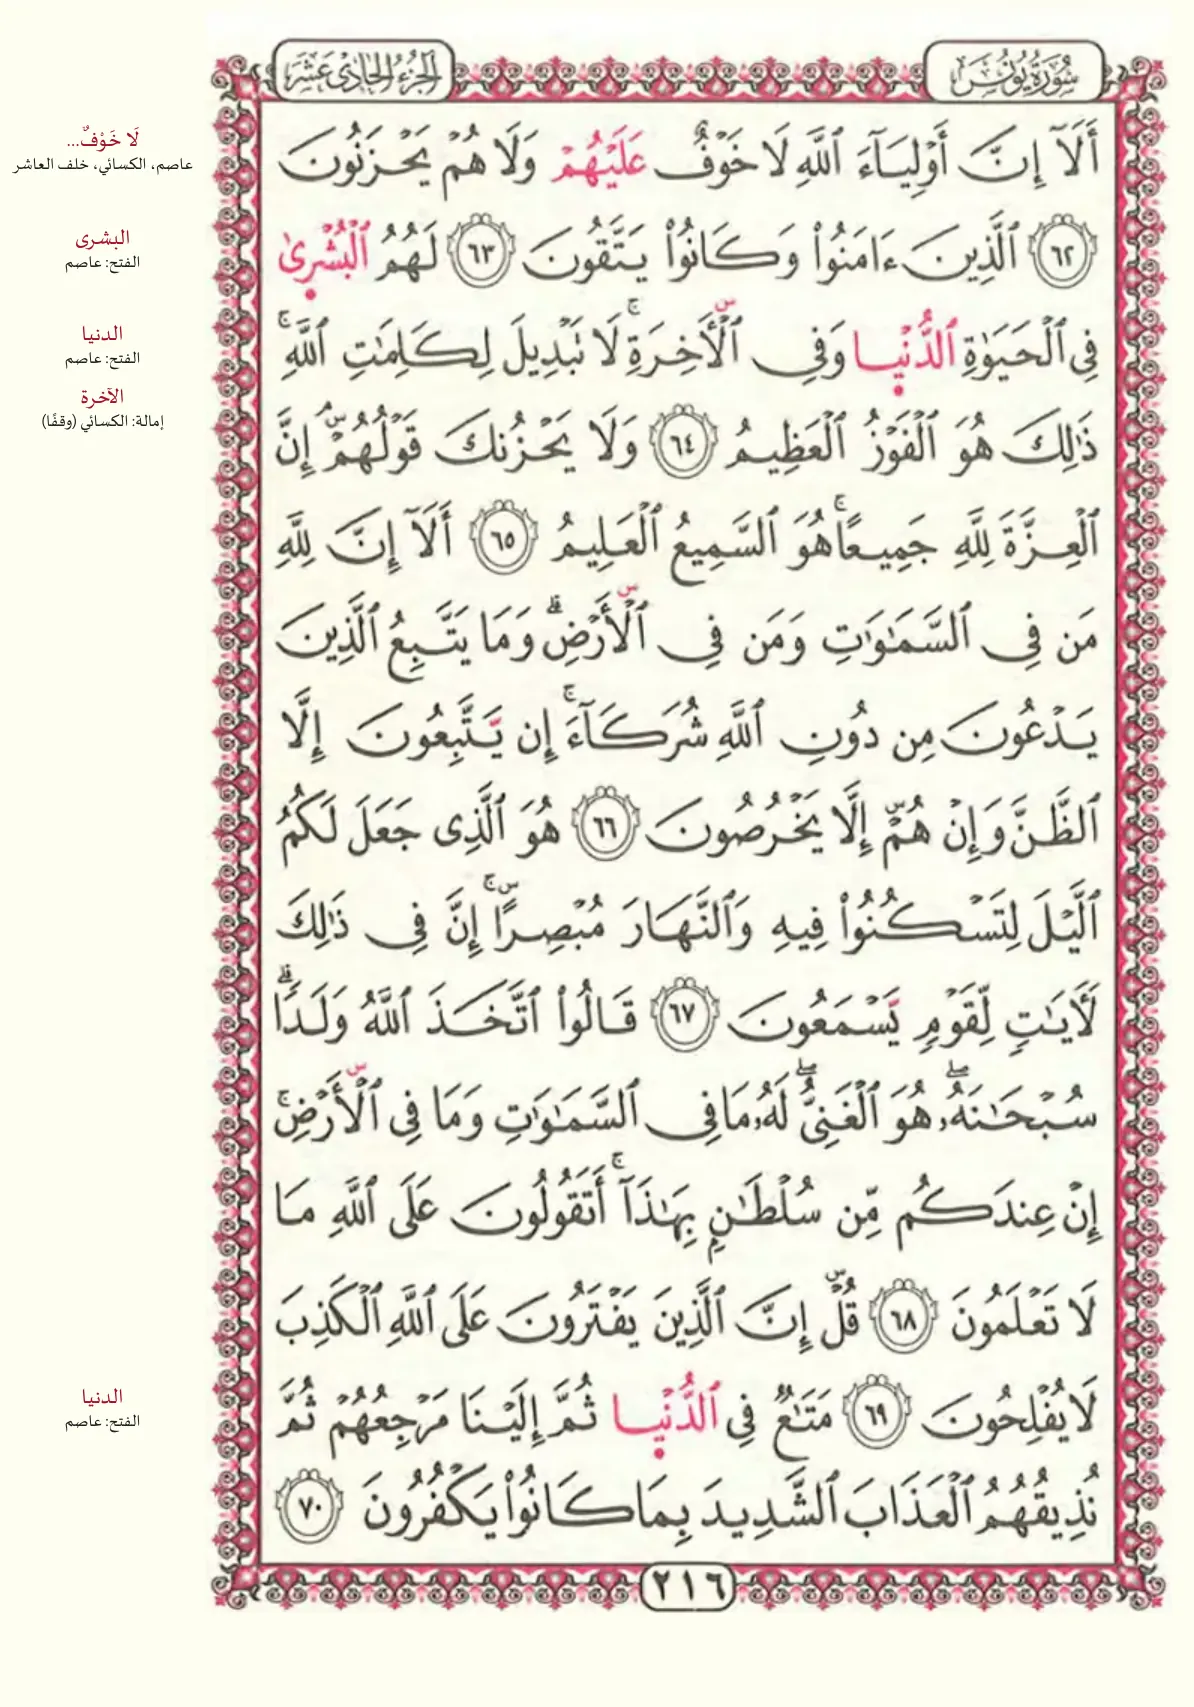 سُورَةُ يُونُسَ
الجُزْءُ الحَادِى عَشَرَ
أَلَآ إِنَّ أَوْلِيَآءَ ٱللَّهِ لَا خَوْفٌ عَلَيْهُمْ وَلَا هُمْ يَحْزَنُونَ
٦٢ ٱلَّذِينَ ءَامَنُوا۟ وَكَانُوا۟ يَتَّقُونَ ٦٣ لَهُمُ ٱلْبُشْرَىٰ
فِى ٱلْحَيَوٰةِ ٱلدُّنْيَا وَفِى ٱلْأَخِرَةِ ۚ لَا تَبْدِيلَ لِكَلِمَٰتِ ٱللَّهِ ۚ
ذَٰلِكَ هُوَ ٱلْفَوْزُ ٱلْعَظِيمُ ٦٤ وَلَا يَحْزُنكَ قَوْلُهُمْ ۘ إِنَّ
ٱلْعِزَّةَ لِلَّهِ جَمِيعًا ۚ هُوَ ٱلسَّمِيعُ ٱلْعَلِيمُ ٦٥ أَلَآ إِنَّ لِلَّهِ
مَن فِى ٱلسَّمَٰوَٰتِ وَمَن فِى ٱلْأَرْضِ ۗ وَمَا يَتَّبِعُ ٱلَّذِينَ
يَدْعُونَ مِن دُونِ ٱللَّهِ شُرَكَآءَ ۚ إِن يَتَّبِعُونَ إِلَّا
ٱلظَّنَّ وَإِنْ هُمْ إِلَّا يَخْرُصُونَ ٦٦ هُوَ ٱلَّذِى جَعَلَ لَكُمُ
ٱلَّيْلَ لِتَسْكُنُوا۟ فِيهِ وَٱلنَّهَارَ مُبْصِرًا ۚ إِنَّ فِى ذَٰلِكَ
لَأَيَٰتٍ لِّقَوْمٍ يَسْمَعُونَ ٦٧ قَالُوا۟ ٱتَّخَذَ ٱللَّهُ وَلَدًا ۗ
سُبْحَٰنَهُۥ ۖ هُوَ ٱلْغَنِىُّ ۖ لَهُۥ مَا فِى ٱلسَّمَٰوَٰتِ وَمَا فِى ٱلْأَرْضِ ۚ
إِنْ عِندَكُم مِّن سُلْطَٰنٍۭ بِهَٰذَآ ۚ أَتَقُولُونَ عَلَى ٱللَّهِ مَا
لَا تَعْلَمُونَ ٦٨ قُلْ إِنَّ ٱلَّذِينَ يَفْتَرُونَ عَلَى ٱللَّهِ ٱلْكَذِبَ
لَا يُفْلِحُونَ ٦٩ مَتَٰعٌ فِى ٱلدُّنْيَا ثُمَّ إِلَيْنَا مَرْجِعُهُمْ ثُمَّ
نُذِيقُهُمُ ٱلْعَذَابَ ٱلشَّدِيدَ بِمَا كَانُوا۟ يَكْفُرُونَ ٧٠
٢١٦
لَا خَوْفٌ...
عاصم، الكسائي، خلف العاشر
البشرى
الفتح: عاصم
الدنيا
الفتح: عاصم
الآخرة
إمالة: الكسائي (وقفًا)
الدنيا
الفتح: عاصم